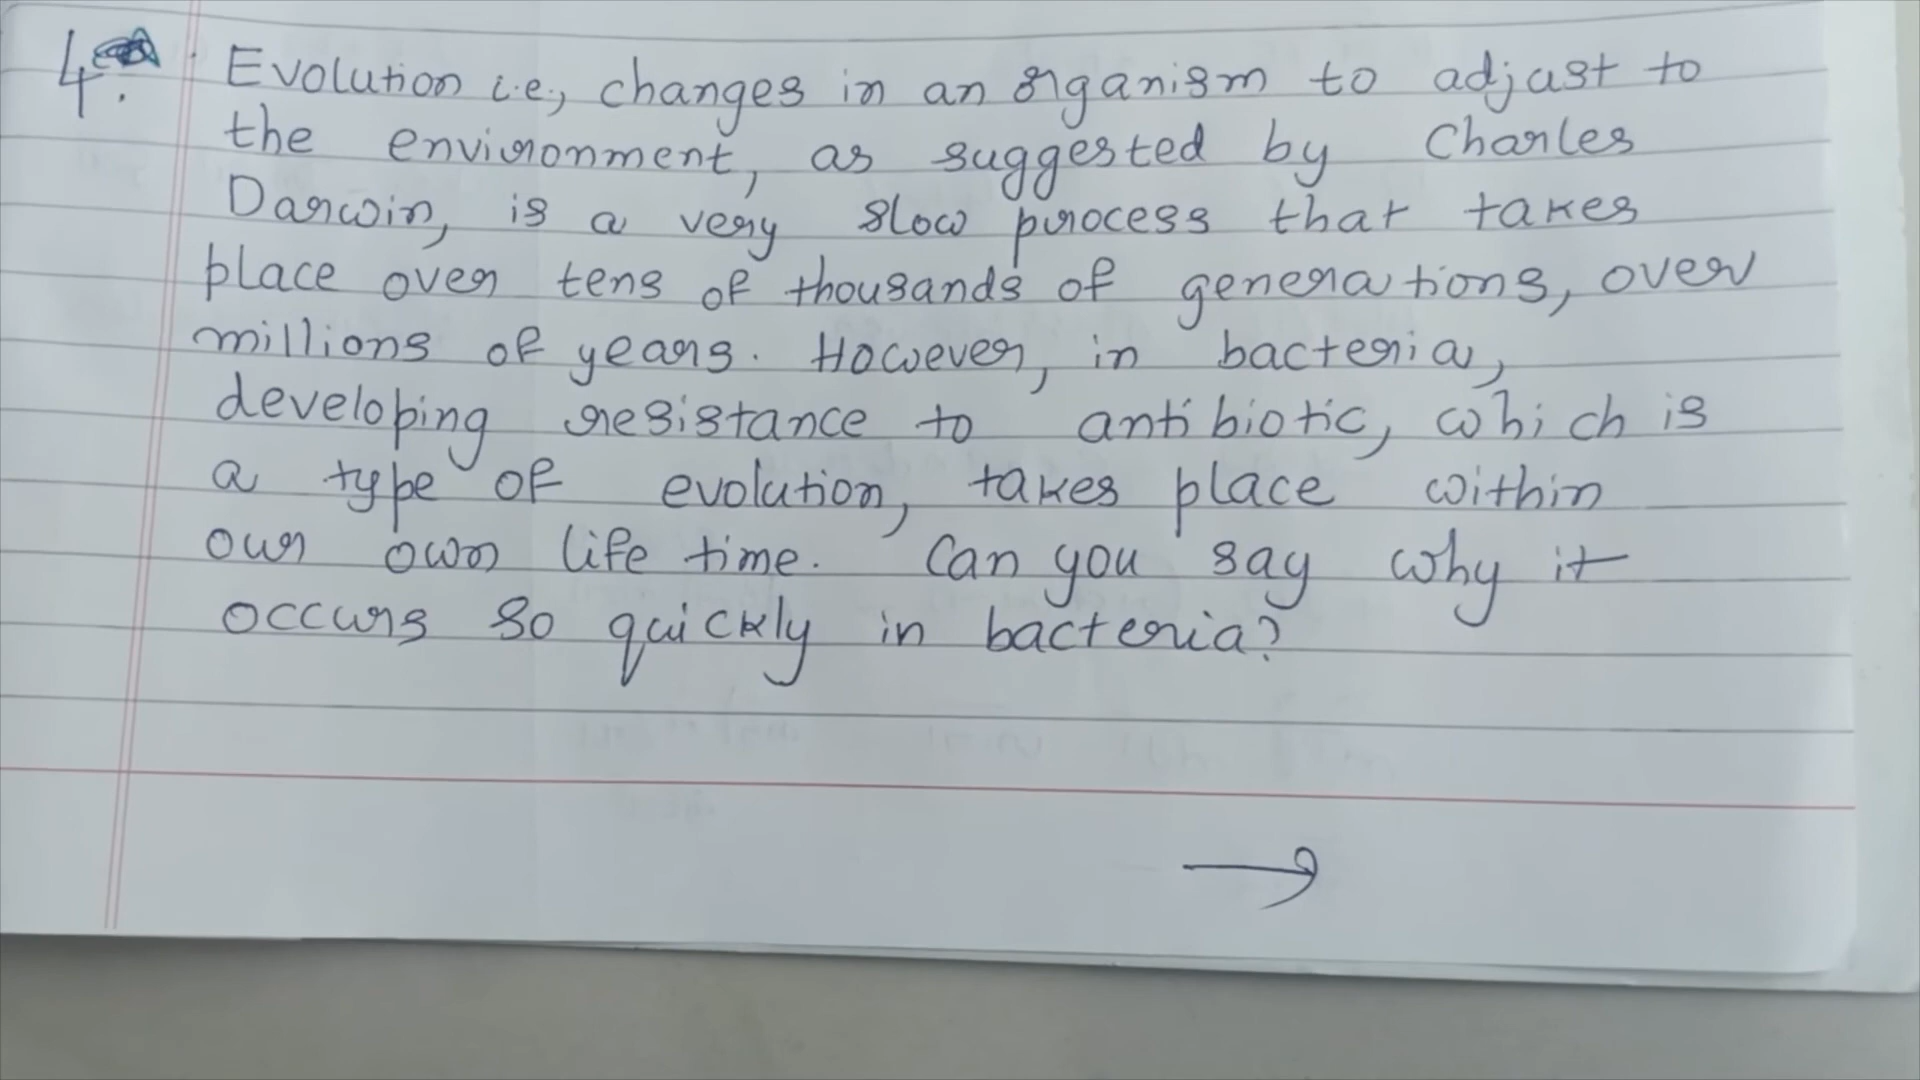 4. Evolution i.e., changes in an organism to adjust to
the environment, as suggested by Charles
Darwin, is a very slow process that takes
place over tens of thousands of generations, over
millions of years. However, in bacteria,
developing resistance to antibiotic, which is
a type of evolution, takes place within
our own life time. Can you say why it
occurs so quickly in bacteria?
→